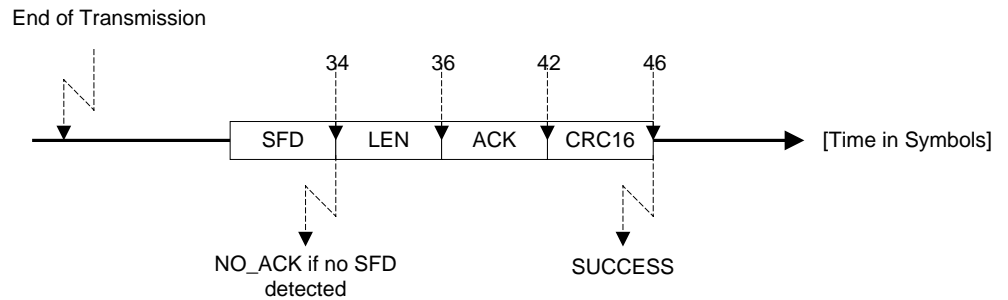 End of Transmission
34 36 42 46
SFD LEN ACK CRC16
[Time in Symbols]
NO_ACK if no SFD
detected
SUCCESS